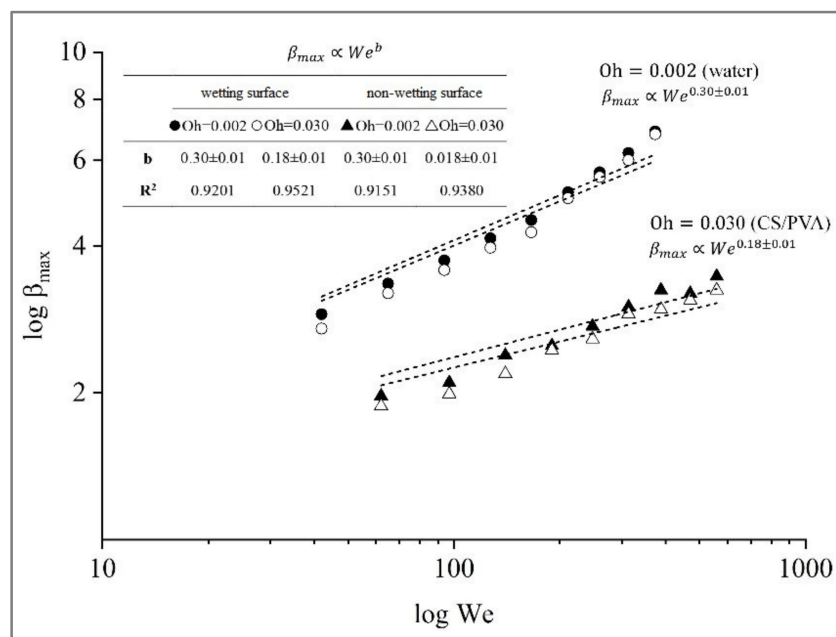 β_max ∝ We^b
wetting surface non-wetting surface
●Oh=0.002 ○Oh=0.030 ▲Oh=0.002 △Oh=0.030
b 0.30±0.01 0.18±0.01 0.30±0.01 0.018±0.01
R² 0.9201 0.9521 0.9151 0.9380
Oh = 0.002 (water)
β_max ∝ We^0.30±0.01
Oh = 0.030 (CS/PVA)
β_max ∝ We^0.18±0.01
10
8
6
4
2
log β_max
10 100 1000
log We